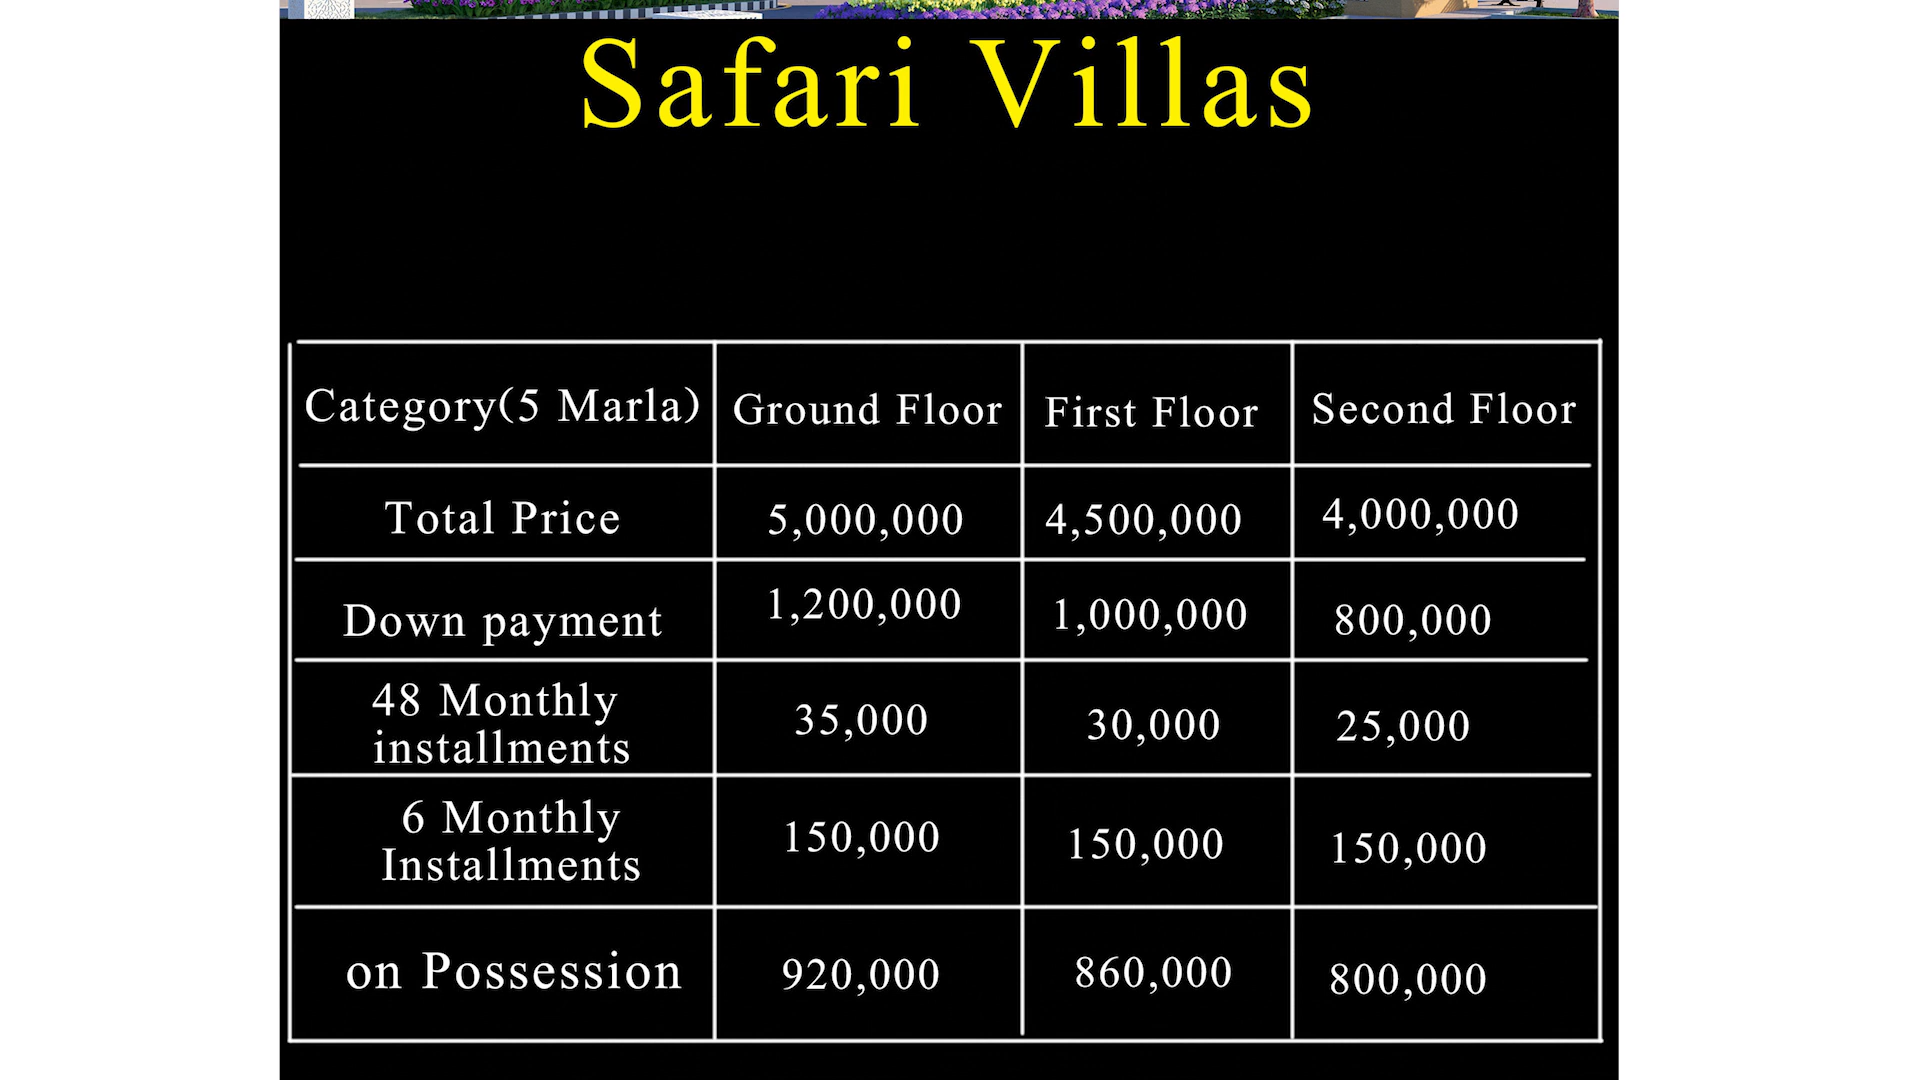 Safari Villas
Category(5 Marla) Ground Floor First Floor Second Floor
Total Price 5,000,000 4,500,000 4,000,000
Down payment 1,200,000 1,000,000 800,000
48 Monthly
installments 35,000 30,000 25,000
6 Monthly
Installments 150,000 150,000 150,000
on Possession 920,000 860,000 800,000